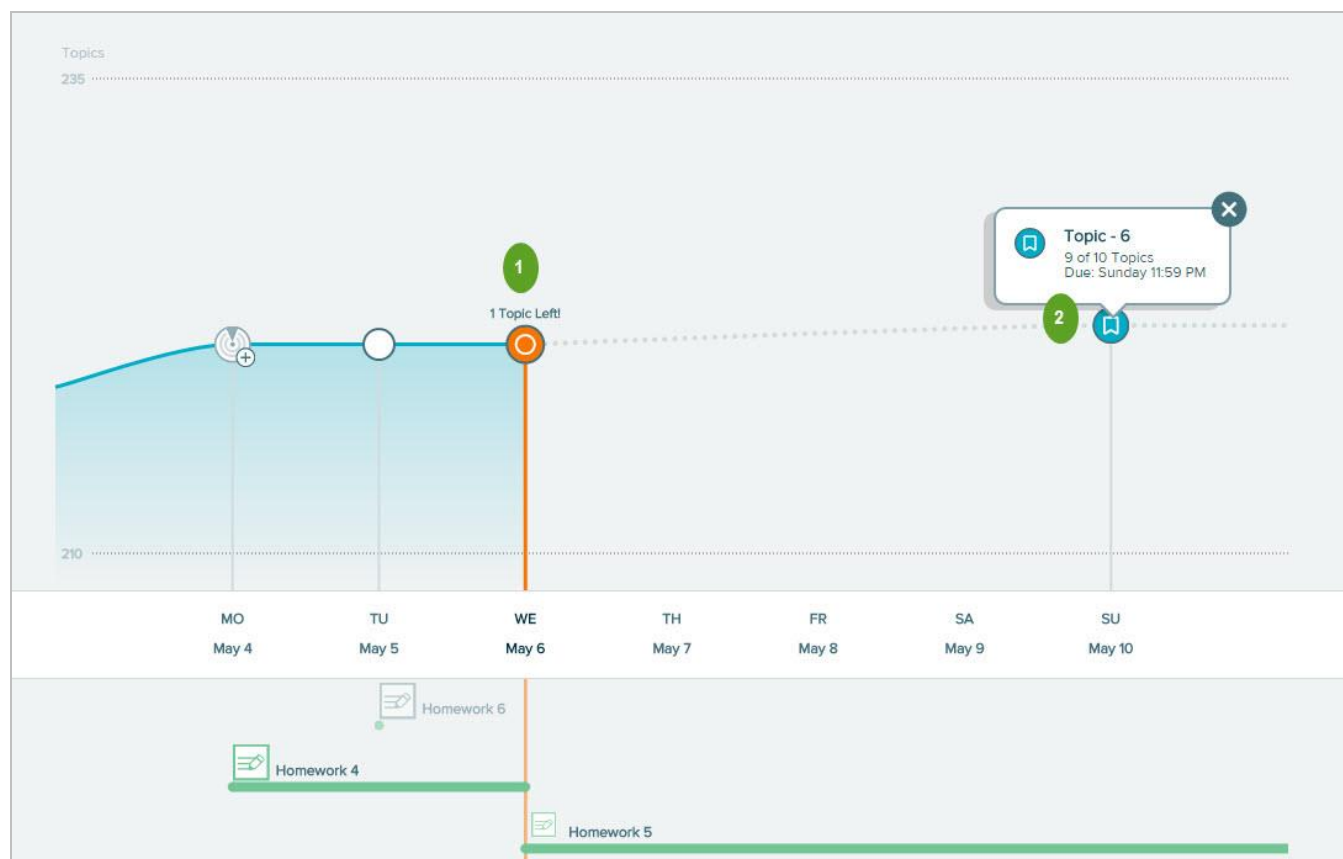 Topics
235
1
1 Topic Left!
Topic - 6
9 of 10 Topics
Due: Sunday 11:59 PM
2
210
MO TU WE TH FR SA SU
May 4 May 5 May 6 May 7 May 8 May 9 May 10
Homework 6
Homework 4
Homework 5